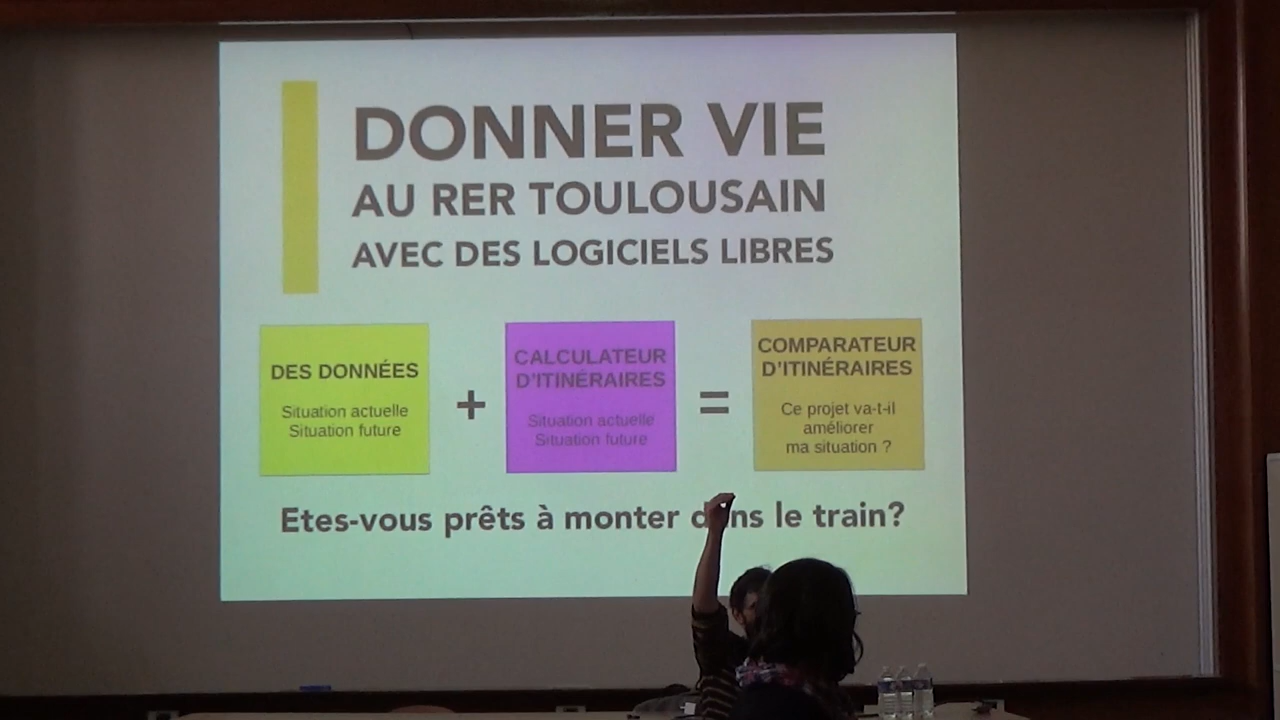 DONNER VIE
AU RER TOULOUSAIN
AVEC DES LOGICIELS LIBRES
DES DONNÉES
Situation actuelle
Situation future
+
CALCULATEUR
D'ITINÉRAIRES
Situation actuelle
Situation future
=
COMPARATEUR
D'ITINÉRAIRES
Ce projet va-t-il
améliorer
ma situation ?
Etes-vous prêts à monter dans le train?